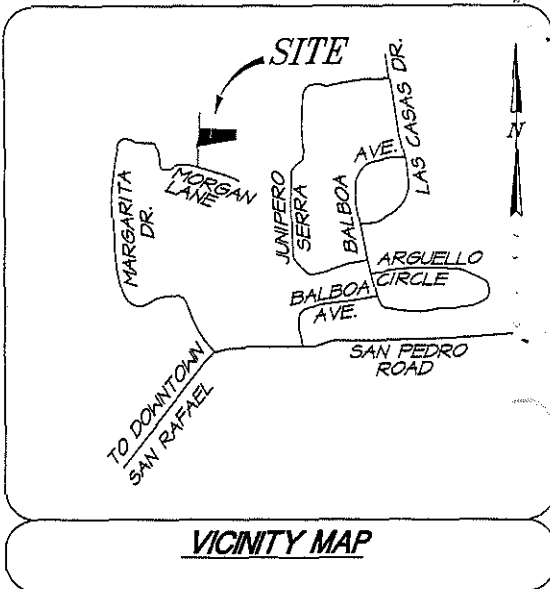 SITE
N
LAS CASAS DR.
AVE.
BALBOA
JUNIPERO
SERRA
MORGAN
LANE
MARGARITA
DR.
ARGUELLO
CIRCLE
BALBOA
AVE.
SAN PEDRO
ROAD
TO DOWNTOWN
SAN RAFAEL
VICINITY MAP